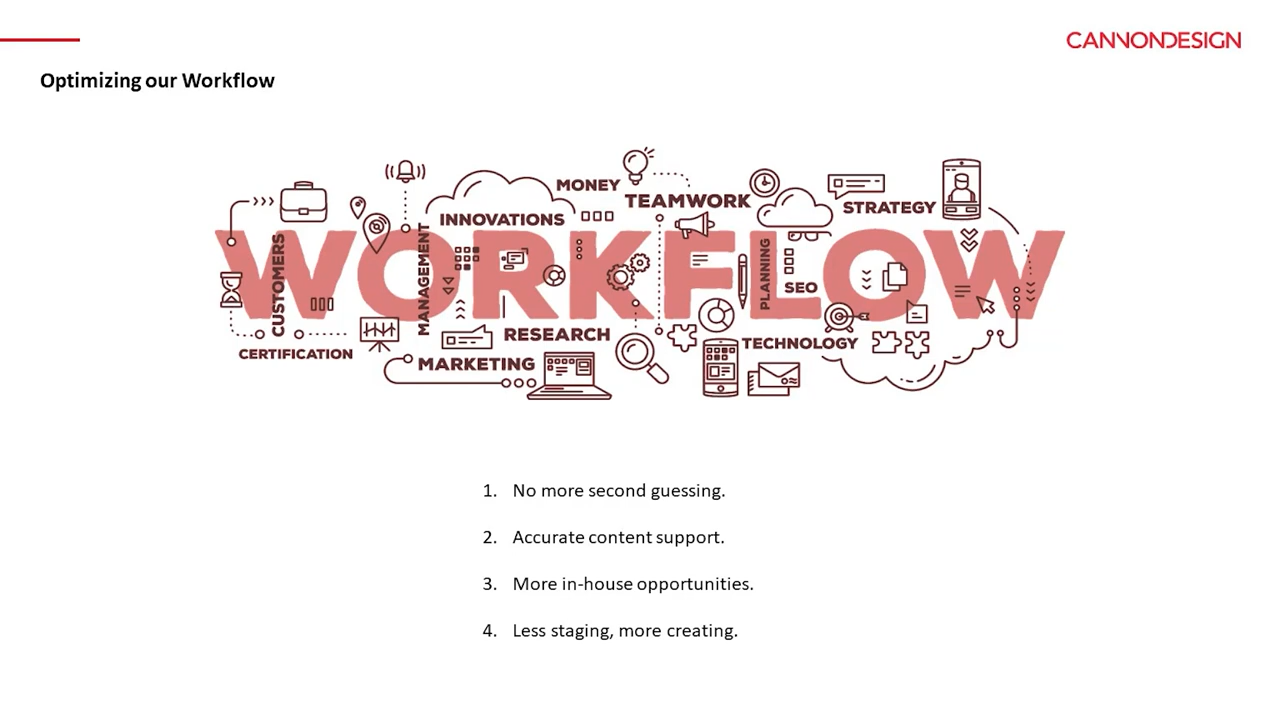 CANNONDESIGN
Optimizing our Workflow
MONEY
TEAMWORK
INNOVATIONS
STRATEGY
WORKFLOW
CUSTOMERS
MANAGEMENT
PLANNING
SEO
RESEARCH
TECHNOLOGY
CERTIFICATION
MARKETING
1. No more second guessing.
2. Accurate content support.
3. More in-house opportunities.
4. Less staging, more creating.